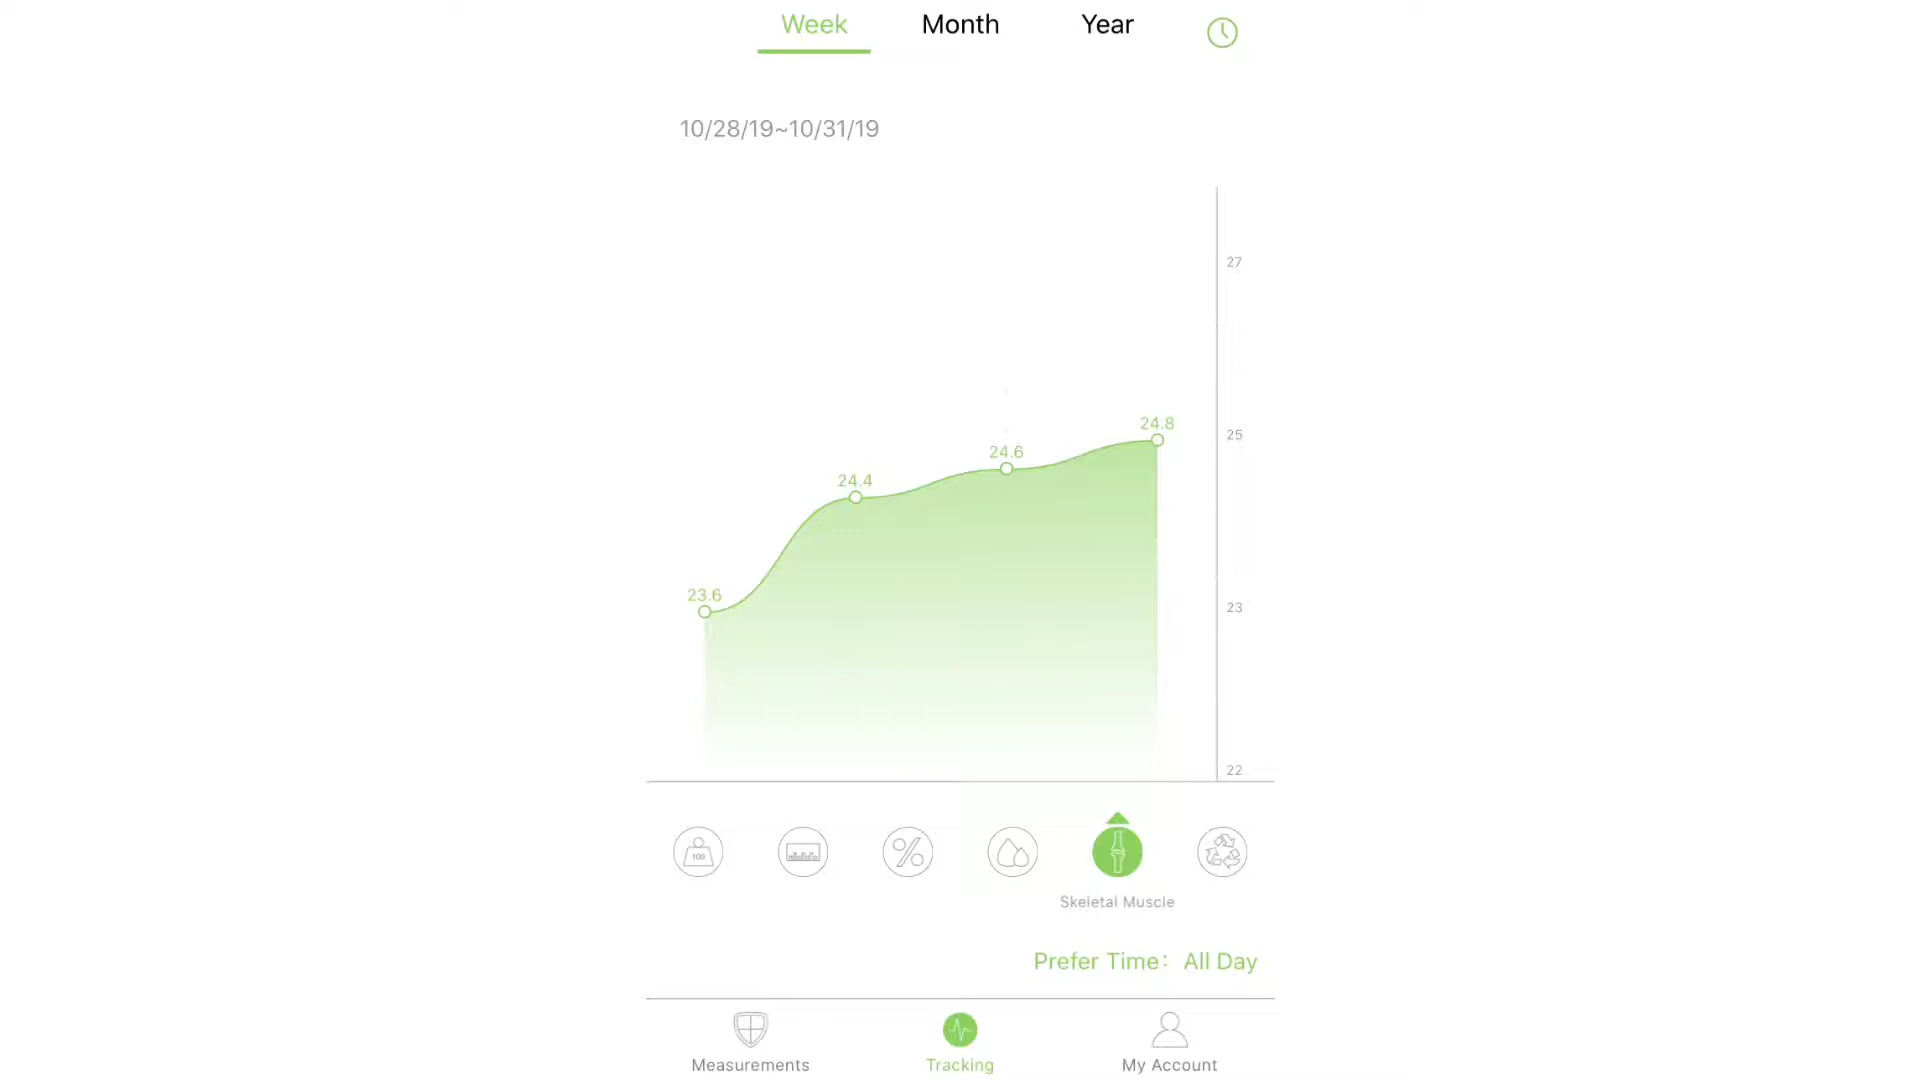 Week Month Year
10/28/19~10/31/19
27
24.8
25
24.6
24.4
23.6
23
22
100
Skeletal Muscle
Prefer Time: All Day
Measurements Tracking My Account